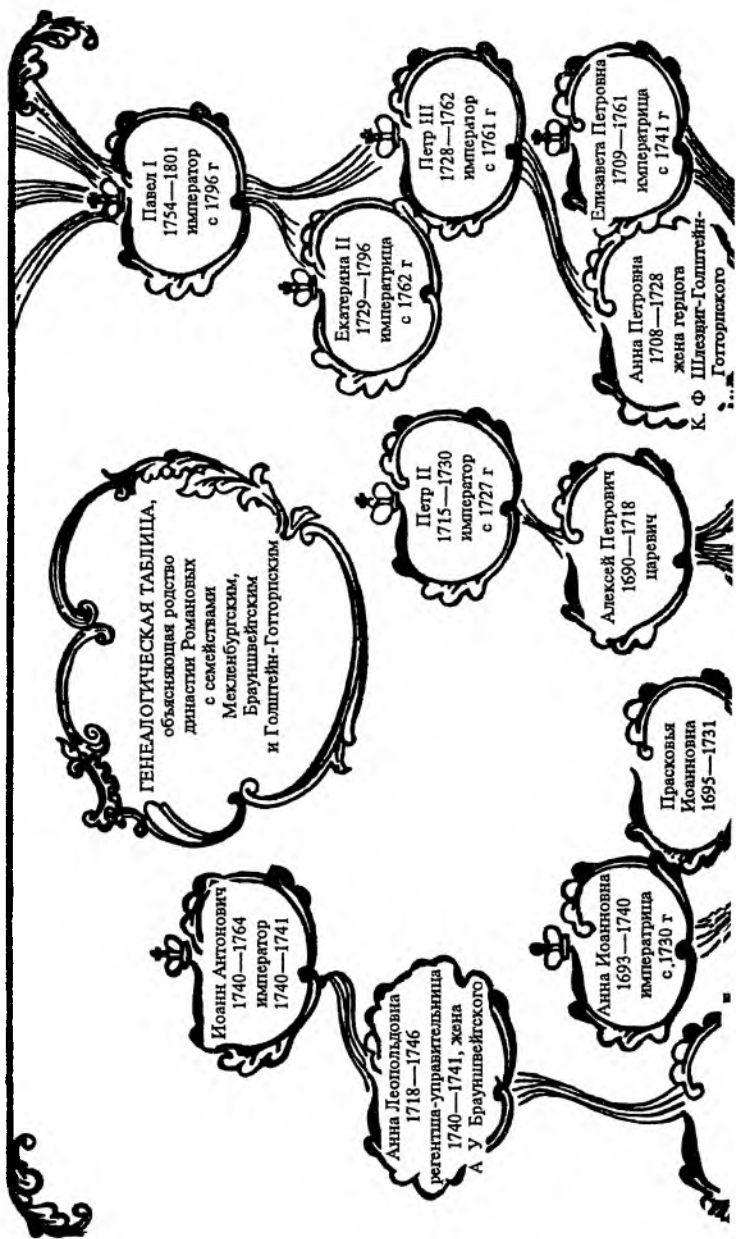 ГЕНЕАЛОГИЧЕСКАЯ ТАБЛИЦА,
объясняющая родство
династии Романовых
с семействами
Мекленбургским,
Брауншвейгским
и Голштейн-Готторпским
Павел I
1754—1801
император
с 1796 г
Иоанн Антонович
1740—1764
император
1740—1741
Екатерина II
1729—1796
императрица
с 1762 г
Петр II
1715—1730
император
с 1727 г
Петр III
1728—1762
император
с 1761 г
Анна Леопольдовна
1718—1746
регентша-управительница
1740—1741, жена
А У Брауншвейгского
Анна Иоанновна
1693—1740
императрица
с 1730 г
Прасковья
Иоанновна
1695—1731
Алексей Петрович
1690—1718
царевич
Анна Петровна
1708—1728
жена герцога
К. Ф Шлезвиг-Голштейн-
Готторпского
Елизавета Петровна
1709—1761
императрица
с 1741 г